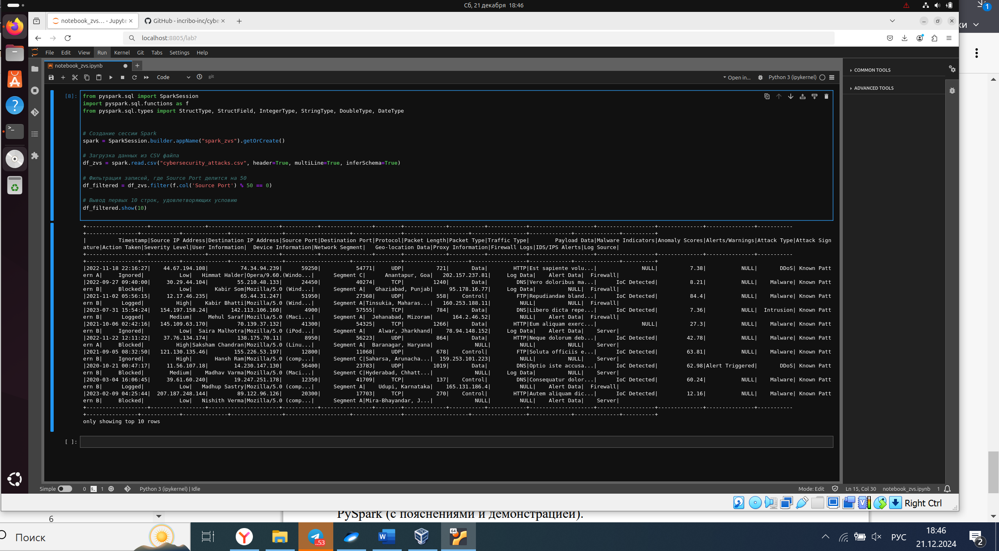 Сб, 21 декабря 18:46
1
notebook_zvs… - Jupyte
GitHub - incribo-inc/cybe
ки
localhost:8805/lab?
File Edit View Run Kernel Git Tabs Settings Help
notebook_zvs.ipynb
Code
git
Open in...
Python 3 (ipykernel)
COMMON TOOLS
ADVANCED TOOLS
[8]:
from pyspark.sql import SparkSession
import pyspark.sql.functions as f
from pyspark.sql.types import StructType, StructField, IntegerType, StringType, DoubleType, DateType
# Создание сессии Spark
spark = SparkSession.builder.appName("spark_zvs").getOrCreate()
# Загрузка данных из CSV файла
df_zvs = spark.read.csv("cybersecurity_attacks.csv", header=True, multiLine=True, inferSchema=True)
# Фильтрация записей, где Source Port делится на 50
df_filtered = df_zvs.filter(f.col('Source Port') % 50 == 0)
# Вывод первых 10 строк, удовлетворяющих условию
df_filtered.show(10)
+-------------------+-----------------+----------------------+-----------+----------------+--------+-------------+-----------+------------+--------------------+------------------+--------------+---------------+-----------
+----------------+------------+--------------+----------------+--------------------+---------------+--------------------+-----------------+-------------+--------------+----------+
| Timestamp|Source IP Address|Destination IP Address|Source Port|Destination Port|Protocol|Packet Length|Packet Type|Traffic Type| Payload Data|Malware Indicators|Anomaly Scores|Alerts/Warnings|Attack Type|Attack Sign
ature|Action Taken|Severity Level|User Information| Device Information|Network Segment| Geo-location Data|Proxy Information|Firewall Logs|IDS/IPS Alerts|Log Source|
+-------------------+-----------------+----------------------+-----------+----------------+--------+-------------+-----------+------------+--------------------+------------------+--------------+---------------+-----------
+----------------+------------+--------------+----------------+--------------------+---------------+--------------------+-----------------+-------------+--------------+----------+
|2022-11-18 22:16:27| 44.67.194.108| 74.34.94.239| 59250| 54771| UDP| 721| Data| HTTP|Est sapiente volu...| NULL| 7.38| NULL| DDoS| Known Patt
ern A| Ignored| Low| Himmat Halder|Opera/9.60.(Windo...| Segment C| Anantapur, Goa| 202.157.237.81| Log Data| Alert Data| Firewall|
|2022-09-27 09:40:00| 30.29.44.104| 55.210.48.133| 24450| 40274| TCP| 1240| Data| DNS|Vero doloribus ma...| IoC Detected| 8.21| NULL| Malware| Known Patt
ern B| Blocked| Low| Kabir Som|Mozilla/5.0 (Wind...| Segment A| Ghaziabad, Punjab| 95.178.16.77| Log Data| NULL| Firewall|
|2021-11-02 05:56:15| 12.17.46.235| 65.44.31.247| 51950| 27368| UDP| 558| Control| FTP|Repudiandae bland...| IoC Detected| 84.4| NULL| Malware| Known Patt
ern B| Logged| High| Kabir Bhatti|Mozilla/5.0 (Wind...| Segment A|Tinsukia, Maharas...| 160.253.188.11| NULL| NULL| Firewall|
|2023-07-31 15:54:24| 154.197.158.24| 142.113.106.160| 4900| 57555| TCP| 784| Data| DNS|Libero dicta repe...| IoC Detected| 7.36| NULL| Intrusion| Known Patt
ern B| Logged| Medium| Mehul Saraf|Mozilla/5.0 (Maci...| Segment A| Jehanabad, Mizoram| 164.2.46.52| NULL| Alert Data| Firewall|
|2021-10-06 02:42:16| 145.109.63.170| 70.139.37.132| 41300| 54325| TCP| 1266| Data| HTTP|Eum aliquam exerc...| NULL| 27.3| NULL| Malware| Known Patt
ern B| Ignored| Low| Saira Malhotra|Mozilla/5.0 (iPod...| Segment A| Alwar, Jharkhand| 78.94.148.152| Log Data| Alert Data| Server|
|2022-11-22 12:11:22| 37.76.134.174| 138.175.70.11| 8950| 56223| UDP| 864| Data| HTTP|Neque dolorum deb...| IoC Detected| 42.78| NULL| Malware| Known Patt
ern A| Blocked| High|Saksham Chandran|Mozilla/5.0 (Linu...| Segment A| Baranagar, Haryana| NULL| NULL| NULL| Server|
|2021-09-05 08:32:50| 121.130.135.46| 155.226.53.197| 12800| 11068| UDP| 678| Control| FTP|Soluta officiis e...| IoC Detected| 63.81| NULL| Malware| Known Patt
ern B| Ignored| High| Hansh Ram|Mozilla/5.0 (comp...| Segment C|Saharsa, Arunacha...| 159.253.101.223| NULL| NULL| Server|
|2020-10-21 00:47:17| 11.56.107.18| 14.230.147.130| 56400| 23783| UDP| 1019| Data| DNS|Optio iste accusa...| IoC Detected| 62.98|Alert Triggered| DDoS| Known Patt
ern B| Blocked| Medium| Madhav Varma|Mozilla/5.0 (Maci...| Segment C|Hyderabad, Chhatt...| NULL| Log Data| NULL| Server|
|2020-03-04 16:06:45| 39.61.60.240| 19.247.251.178| 12350| 41709| TCP| 137| Control| DNS|Consequatur dolor...| IoC Detected| 60.24| NULL| Malware| Known Patt
ern B| Logged| Low| Madhup Sastry|Mozilla/5.0 (comp...| Segment A| Udupi, Karnataka| 165.131.186.4| NULL| Alert Data| Firewall|
|2023-02-09 04:25:44| 207.187.248.144| 89.122.96.126| 20300| 17703| TCP| 270| Control| HTTP|Autem aliquam dic...| IoC Detected| 12.16| NULL| Malware| Known Patt
ern B| Blocked| Low| Nishith Verma|Mozilla/5.0 (comp...| Segment A|Mira-Bhayandar, J...| NULL| NULL| Alert Data| Server|
+-------------------+-----------------+----------------------+-----------+----------------+--------+-------------+-----------+------------+--------------------+------------------+--------------+---------------+-----------
+----------------+------------+--------------+----------------+--------------------+---------------+--------------------+-----------------+-------------+--------------+----------+
only showing top 10 rows
[ ]:
Simple 0 1 Python 3 (ipykernel) | Idle Mode: Edit Ln 15, Col 30 notebook_zvs.ipynb 1
Right Ctrl
PySpark (с пояснениями и демонстрацией).
6
Поиск
..53
W
64
РУС
18:46
21.12.2024
2